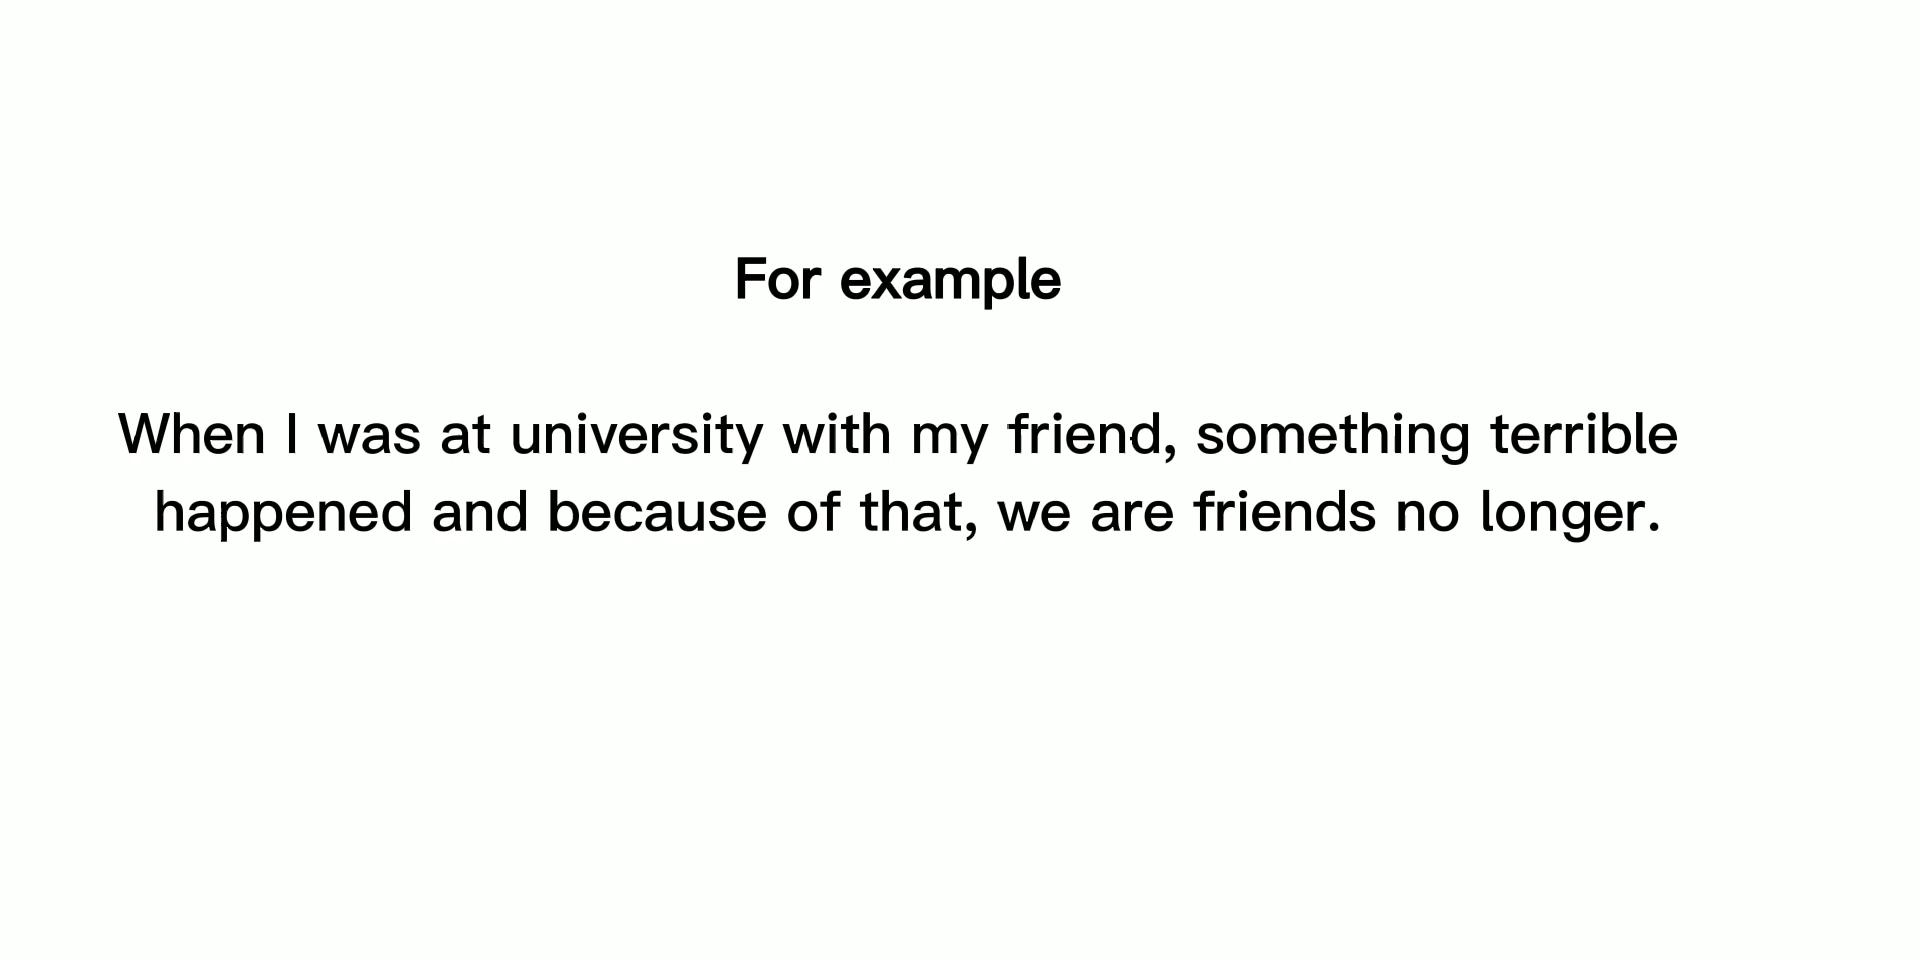 For example
When I was at university with my friend, something terrible
happened and because of that, we are friends no longer.